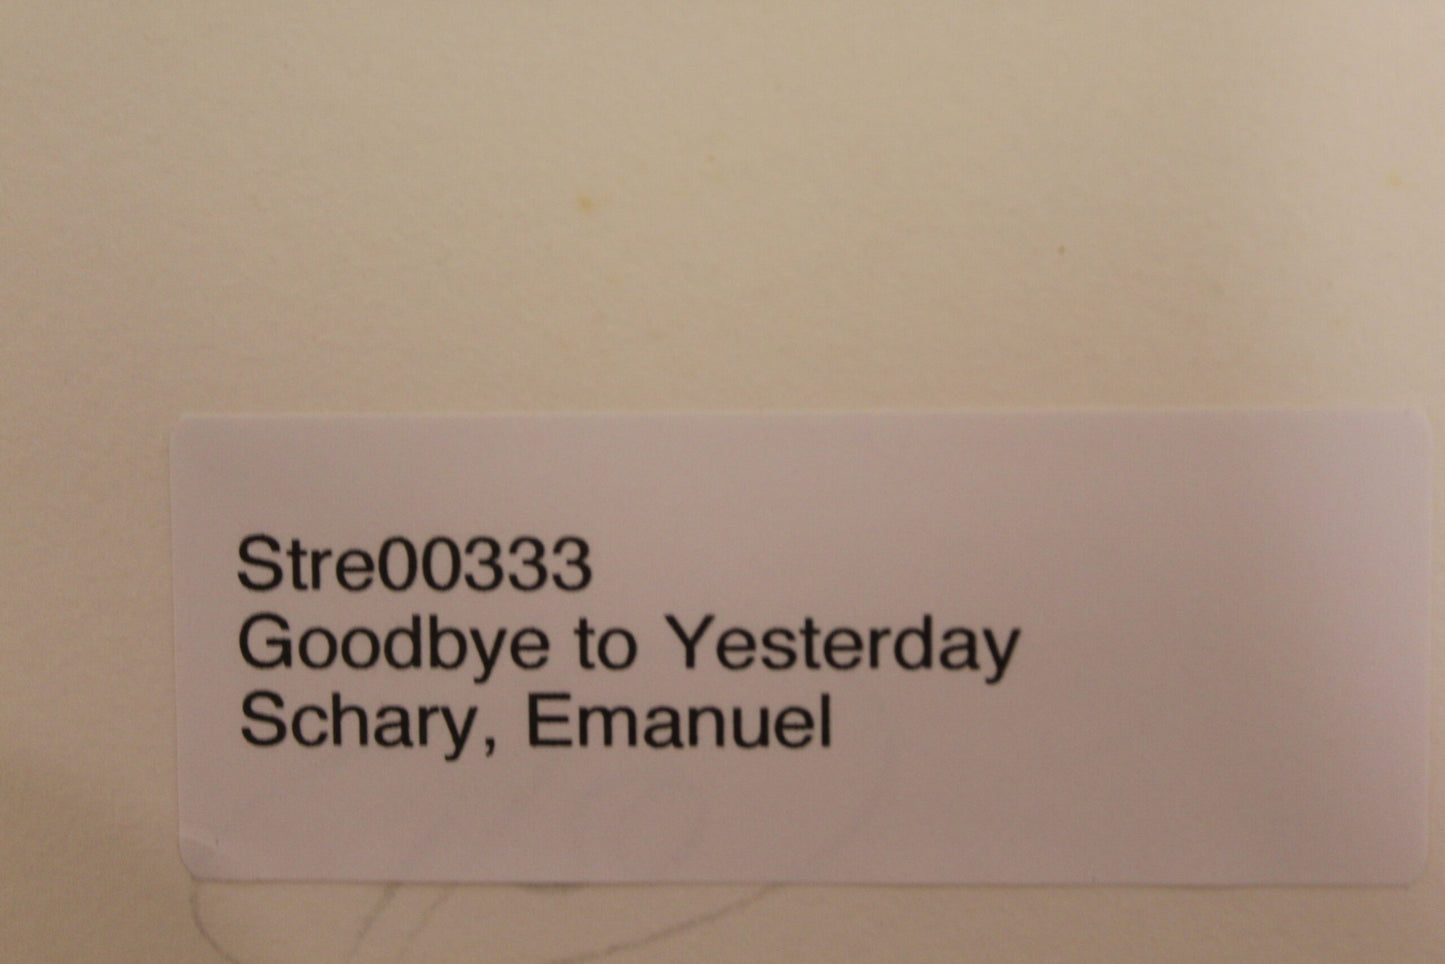 Stre00333
Goodbye to Yesterday
Schary, Emanuel